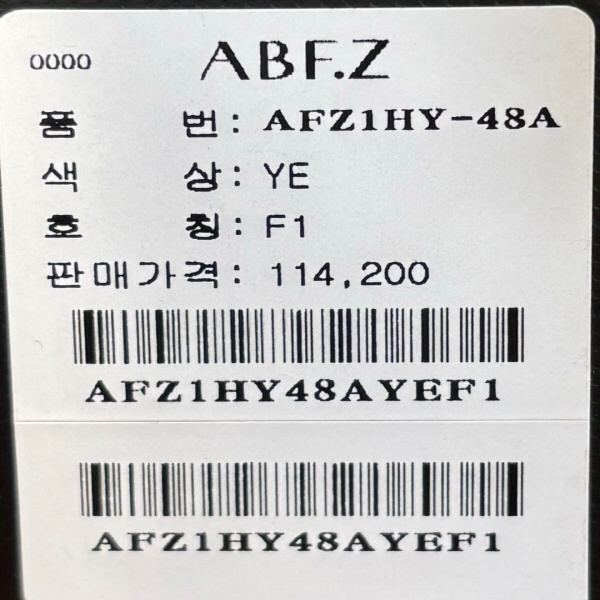 0000 ABF.Z
품 번: AFZ1HY-48A
색 상: YE
호 칭: F1
판매가격: 114,200
AFZ1HY48AYEF1
AFZ1HY48AYEF1